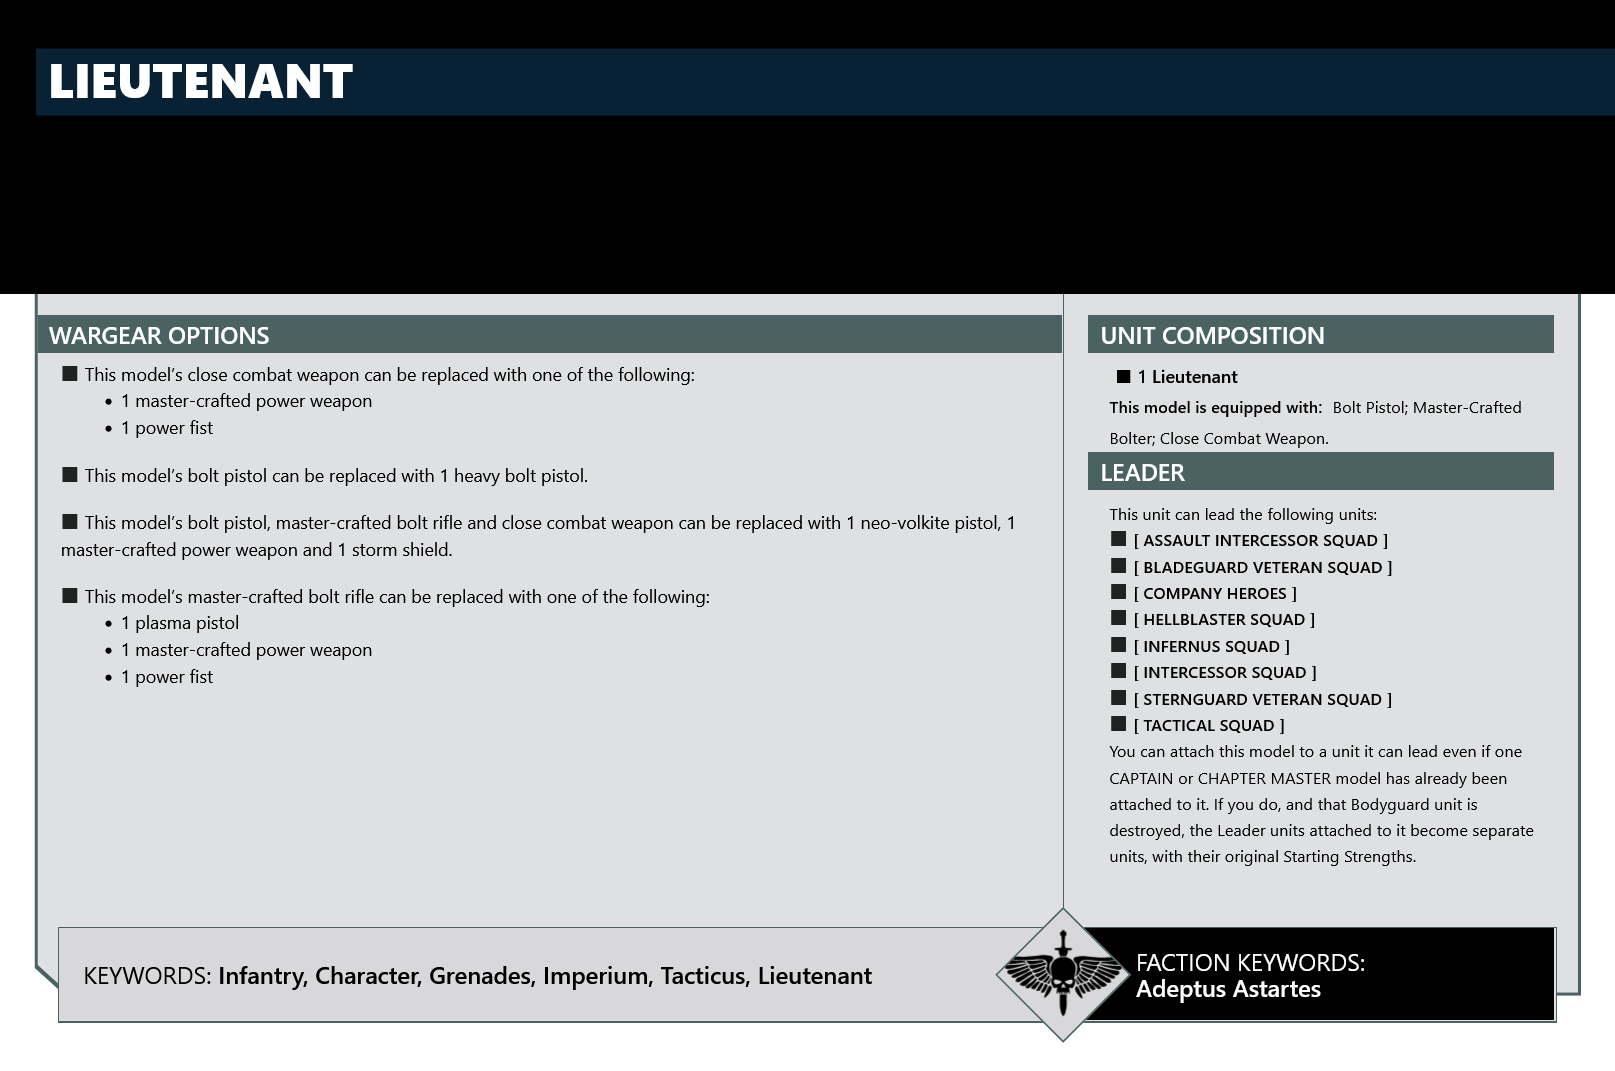 LIEUTENANT
WARGEAR OPTIONS
■ This model's close combat weapon can be replaced with one of the following:
• 1 master-crafted power weapon
• 1 power fist
■ This model's bolt pistol can be replaced with 1 heavy bolt pistol.
■ This model's bolt pistol, master-crafted bolt rifle and close combat weapon can be replaced with 1 neo-volkite pistol, 1
master-crafted power weapon and 1 storm shield.
■ This model's master-crafted bolt rifle can be replaced with one of the following:
• 1 plasma pistol
• 1 master-crafted power weapon
• 1 power fist
UNIT COMPOSITION
■ 1 Lieutenant
This model is equipped with: Bolt Pistol; Master-Crafted
Bolter; Close Combat Weapon.
LEADER
This unit can lead the following units:
■ [ ASSAULT INTERCESSOR SQUAD ]
■ [ BLADEGUARD VETERAN SQUAD ]
■ [ COMPANY HEROES ]
■ [ HELLBLASTER SQUAD ]
■ [ INFERNUS SQUAD ]
■ [ INTERCESSOR SQUAD ]
■ [ STERNGUARD VETERAN SQUAD ]
■ [ TACTICAL SQUAD ]
You can attach this model to a unit it can lead even if one
CAPTAIN or CHAPTER MASTER model has already been
attached to it. If you do, and that Bodyguard unit is
destroyed, the Leader units attached to it become separate
units, with their original Starting Strengths.
KEYWORDS: Infantry, Character, Grenades, Imperium, Tacticus, Lieutenant
FACTION KEYWORDS:
Adeptus Astartes